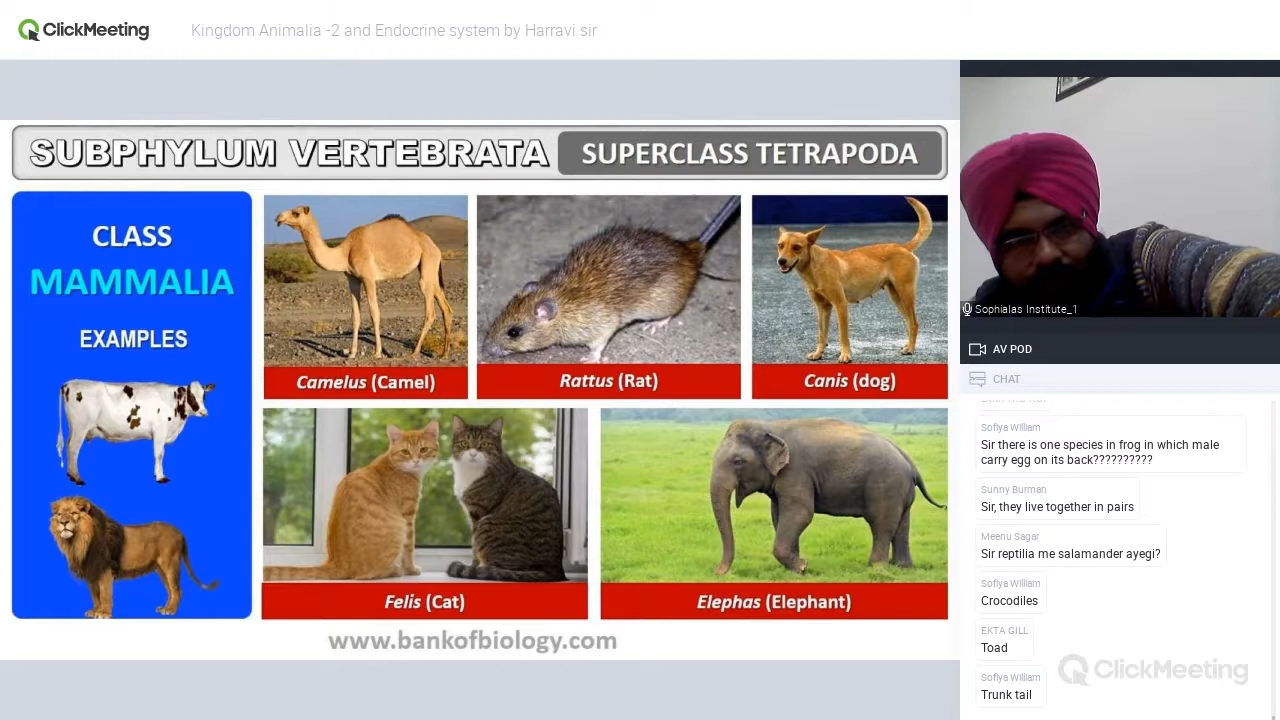 ClickMeeting
Kingdom Animalia -2 and Endocrine system by Harravi sir
SUBPHYLUM VERTEBRATA
SUPERCLASS TETRAPODA
CLASS
MAMMALIA
EXAMPLES
Camelus (Camel)
Rattus (Rat)
Canis (dog)
Felis (Cat)
Elephas (Elephant)
www.bankofbiology.com
Sophialas Institute_1
AV POD
CHAT
Sofiya William
Sir there is one species in frog in which male
carry egg on its back??????????
Sunny Burman
Sir, they live together in pairs
Meenu Sagar
Sir reptilia me salamander ayegi?
Sofiya William
Crocodiles
EKTA GILL
Toad
Sofiya William
Trunk tail
ClickMeeting